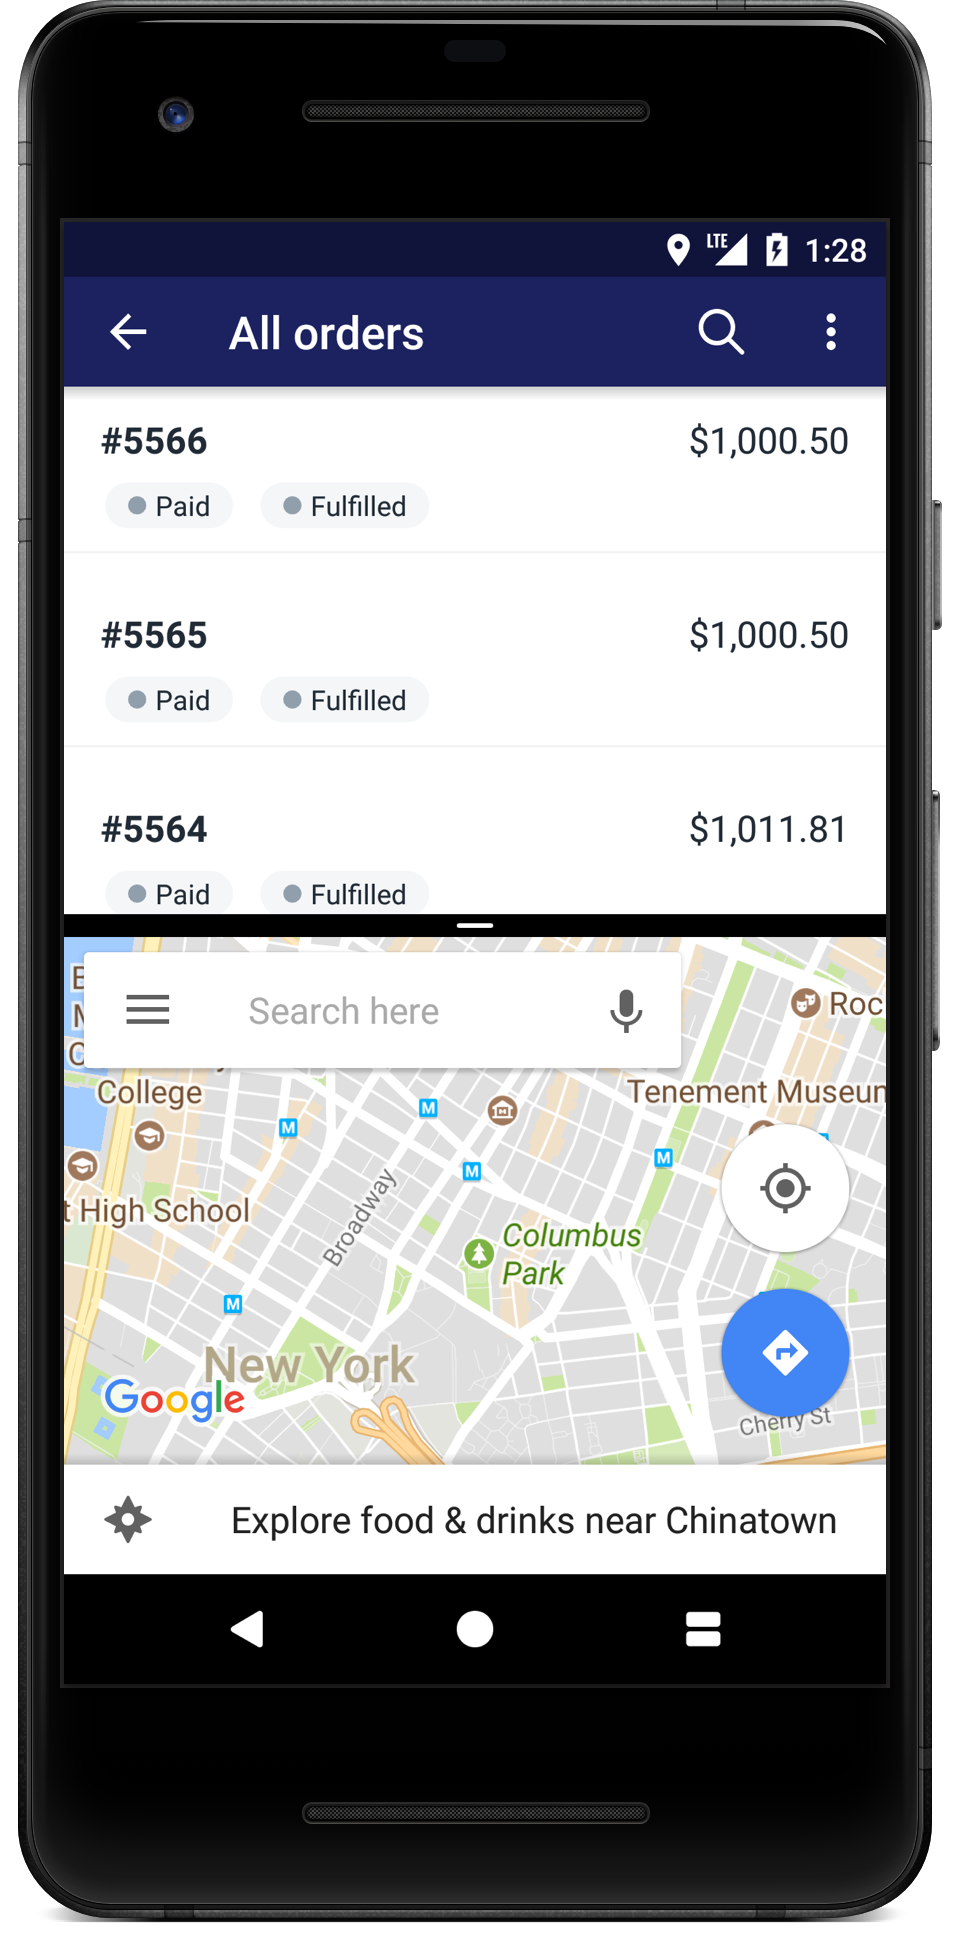 LTE 1:28
All orders
#5566 $1,000.50
Paid Fulfilled
#5565 $1,000.50
Paid Fulfilled
#5564 $1,011.81
Paid Fulfilled
Search here
Roc
College
Tenement Museum
M
M
M
M
t High School
Broadway
Columbus
Park
M
New York
Google
Cherry St
Explore food & drinks near Chinatown